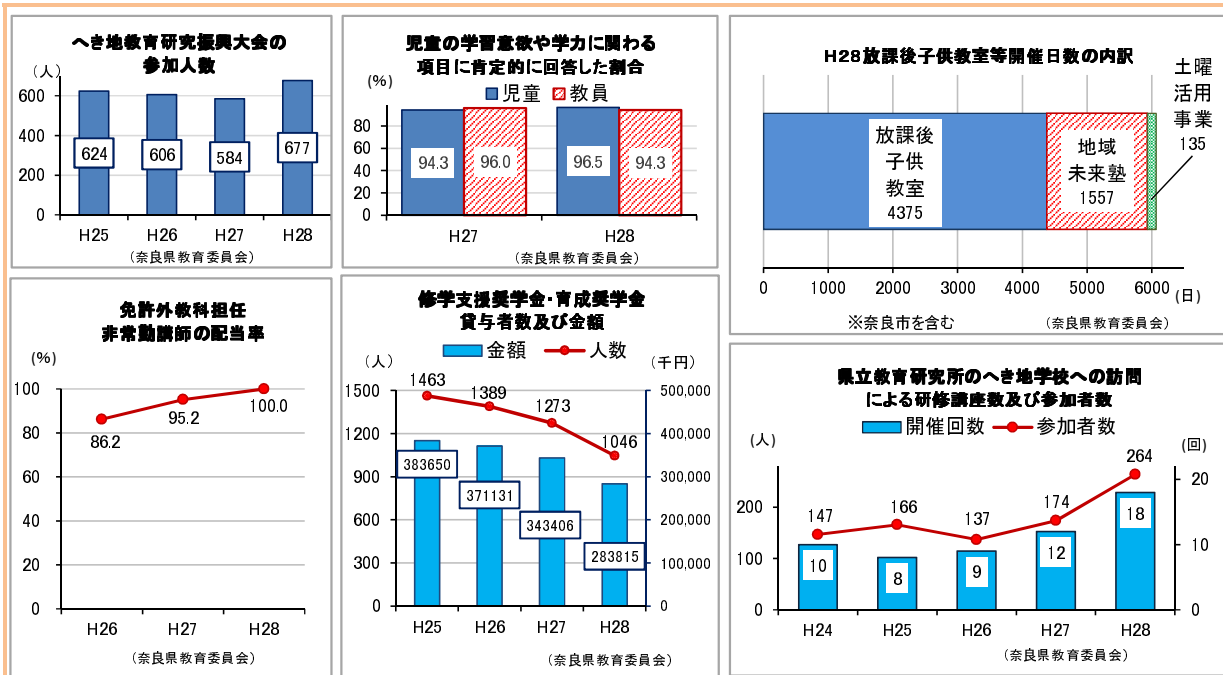 へき地教育研究振興大会の
参加人数
(人)
600
400
200
0
624
606
584
677
H25
H26
H27
H28
(奈良県教育委員会)
児童の学習意欲や学力に関わる
項目に肯定的に回答した割合
(%)
児童
教員
80
60
40
20
0
94.3
96.0
96.5
94.3
H27
H28
(奈良県教育委員会)
H28放課後子供教室等開催日数の内訳
土曜
活用
事業
135
放課後
子供
教室
4375
地域
未来塾
1557
0
1000
2000
3000
4000
5000
6000
(日)
※奈良市を含む
(奈良県教育委員会)
免許外教科担任
非常勤講師の配当率
(%)
100
80
60
40
20
0
86.2
95.2
100.0
H26
H27
H28
(奈良県教育委員会)
修学支援奨学金・育成奨学金
貸与者数及び金額
(人)
金額
人数
(千円)
1500
1200
900
600
300
0
1463
1389
1273
1046
383650
371131
343406
283815
500,000
400,000
300,000
200,000
100,000
0
H25
H26
H27
H28
(奈良県教育委員会)
県立教育研究所のへき地学校への訪問
による研修講座数及び参加者数
(人)
開催回数
参加者数
(回)
200
100
0
147
166
137
174
264
10
8
9
12
18
20
10
0
H24
H25
H26
H27
H28
(奈良県教育委員会)